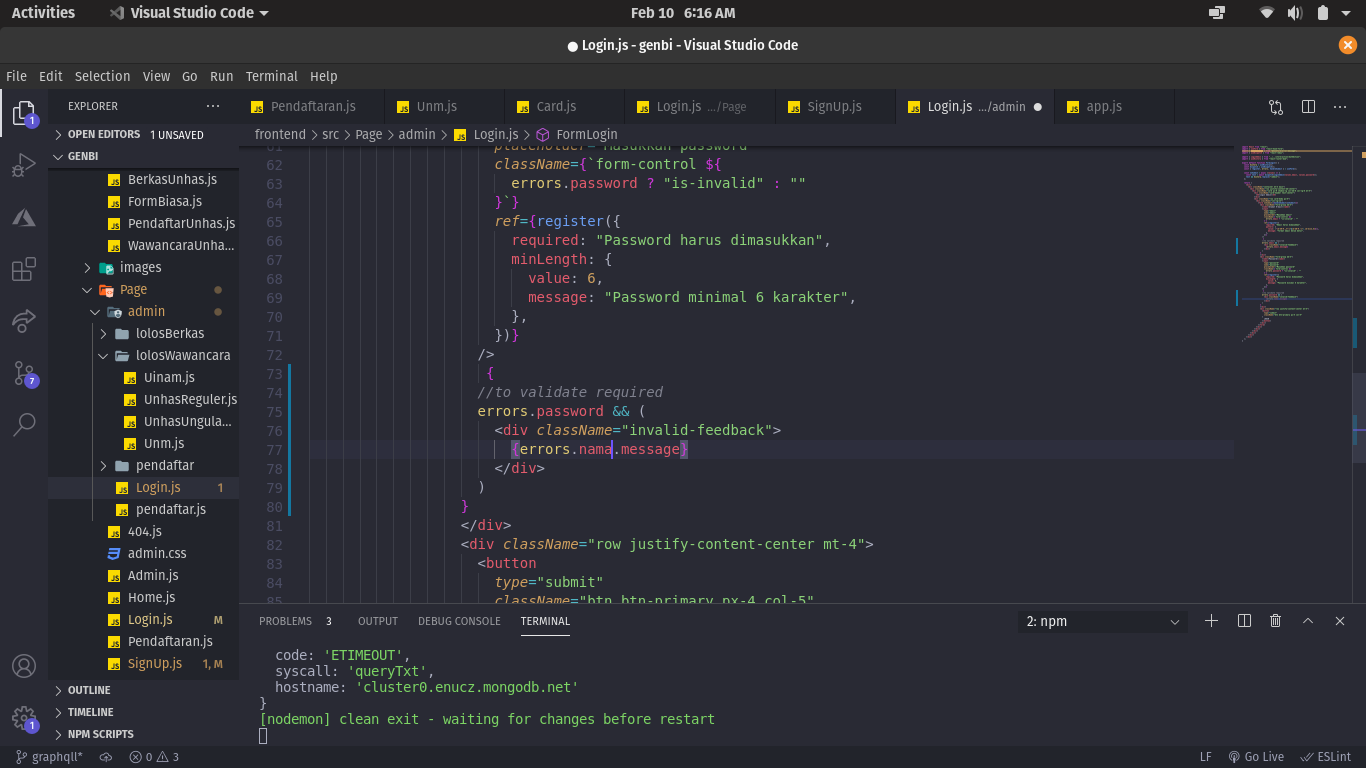 Activities
Visual Studio Code
Feb 10 6:16 AM
Login.js - genbi - Visual Studio Code
File Edit Selection View Go Run Terminal Help
EXPLORER
Pendaftaran.js
Unm.js
Card.js
Login.js .../Page
SignUp.js
Login.js .../admin
app.js
OPEN EDITORS 1 UNSAVED
frontend > src > Page > admin > Login.js > FormLogin
GENBI
BerkasUnhas.js
FormBiasa.js
PendaftarUnhas.js
WawancaraUnha...
images
Page
admin
lolosBerkas
lolosWawancara
Uinam.js
UnhasReguler.js
UnhasUngula...
Unm.js
pendaftar
Login.js 1
pendaftar.js
404.js
admin.css
Admin.js
Home.js
Login.js M
Pendaftaran.js
SignUp.js 1, M
OUTLINE
TIMELINE
NPM SCRIPTS
1
7
1
61 placeholder="Masukkan password"
62 className={`form-control ${
63 errors.password ? "is-invalid" : ""
64 }`}
65 ref={register({
66 required: "Password harus dimasukkan",
67 minLength: {
68 value: 6,
69 message: "Password minimal 6 karakter",
70 },
71 })}
72 />
73 {
74 //to validate required
75 errors.password && (
76 <div className="invalid-feedback">
77 {errors.nama.message}
78 </div>
79 )
80 }
81 </div>
82 <div className="row justify-content-center mt-4">
83 <button
84 type="submit"
85 className="btn btn-primary px-4 col-5"
PROBLEMS 3 OUTPUT DEBUG CONSOLE TERMINAL
2: npm
code: 'ETIMEOUT',
syscall: 'queryTxt',
hostname: 'cluster0.enucz.mongodb.net'
}
[nodemon] clean exit - waiting for changes before restart
graphqll*
0 3
LF
Go Live
ESLint